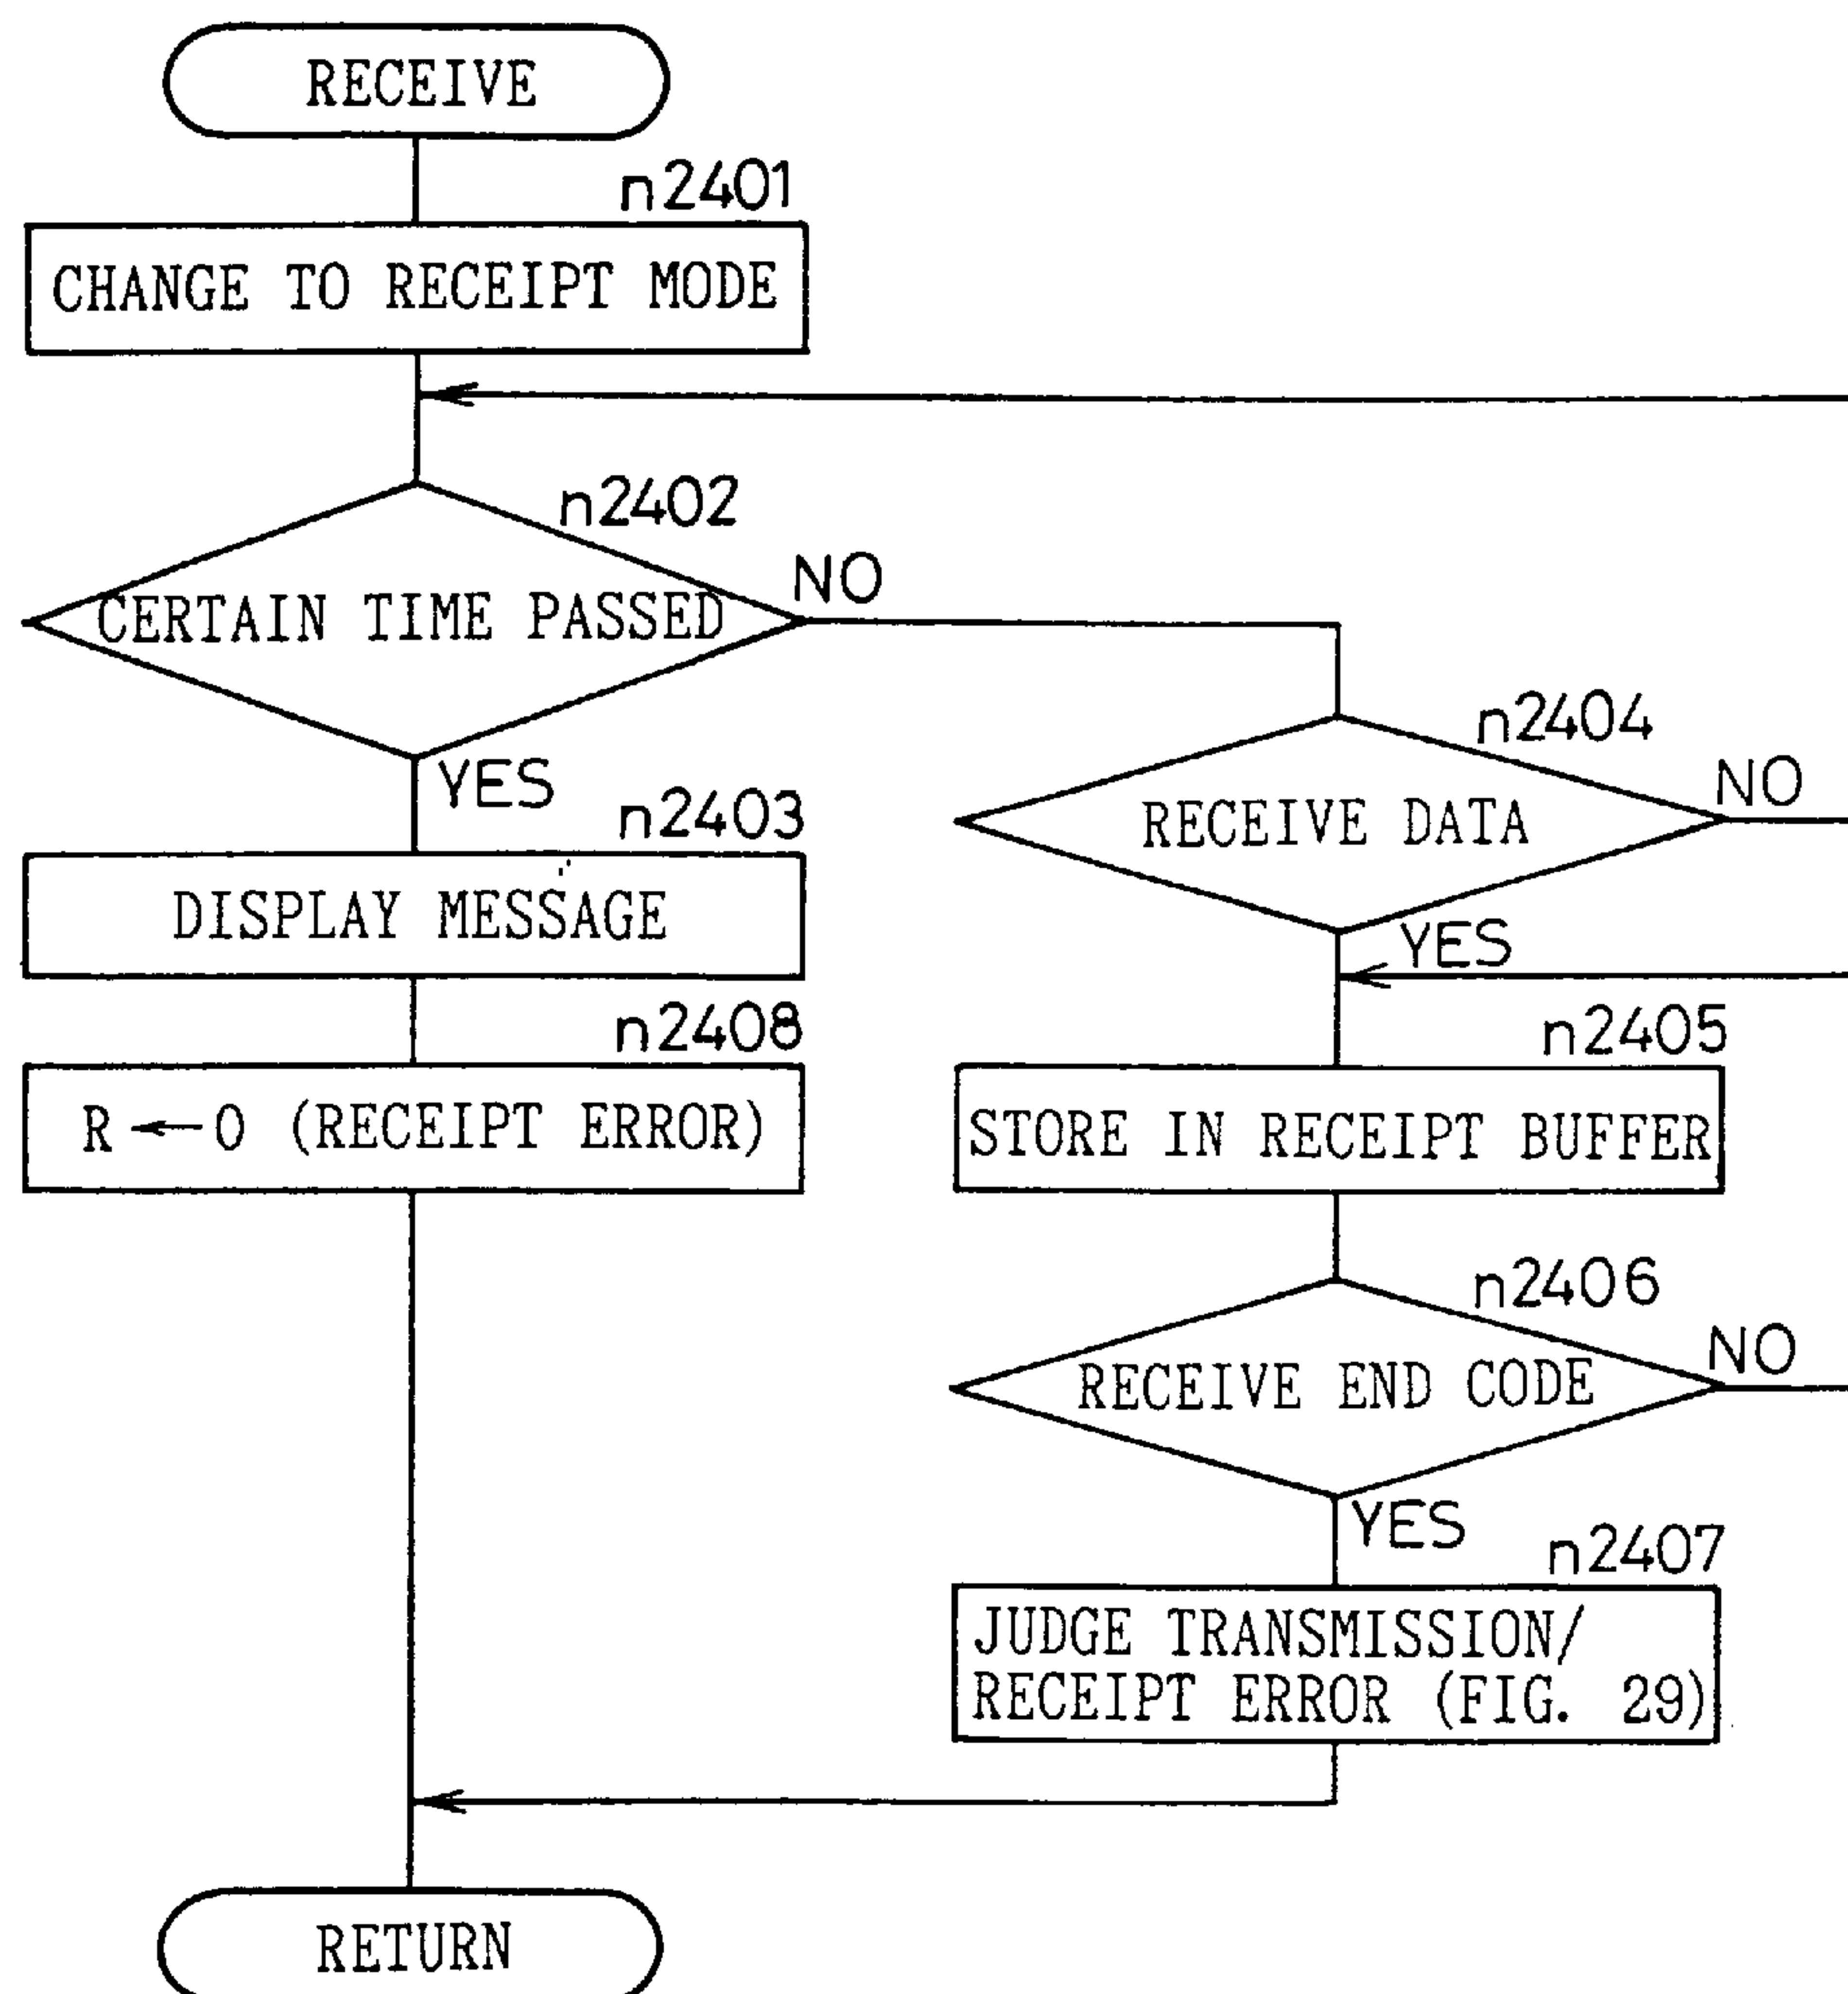 RECEIVE
n2401
CHANGE TO RECEIPT MODE
n2402
CERTAIN TIME PASSED
NO
YES
n2403
DISPLAY MESSAGE
n2408
R ← 0 (RECEIPT ERROR)
n2404
RECEIVE DATA
NO
YES
n2405
STORE IN RECEIPT BUFFER
n2406
RECEIVE END CODE
NO
YES
n2407
JUDGE TRANSMISSION/
RECEIPT ERROR (FIG. 29)
RETURN